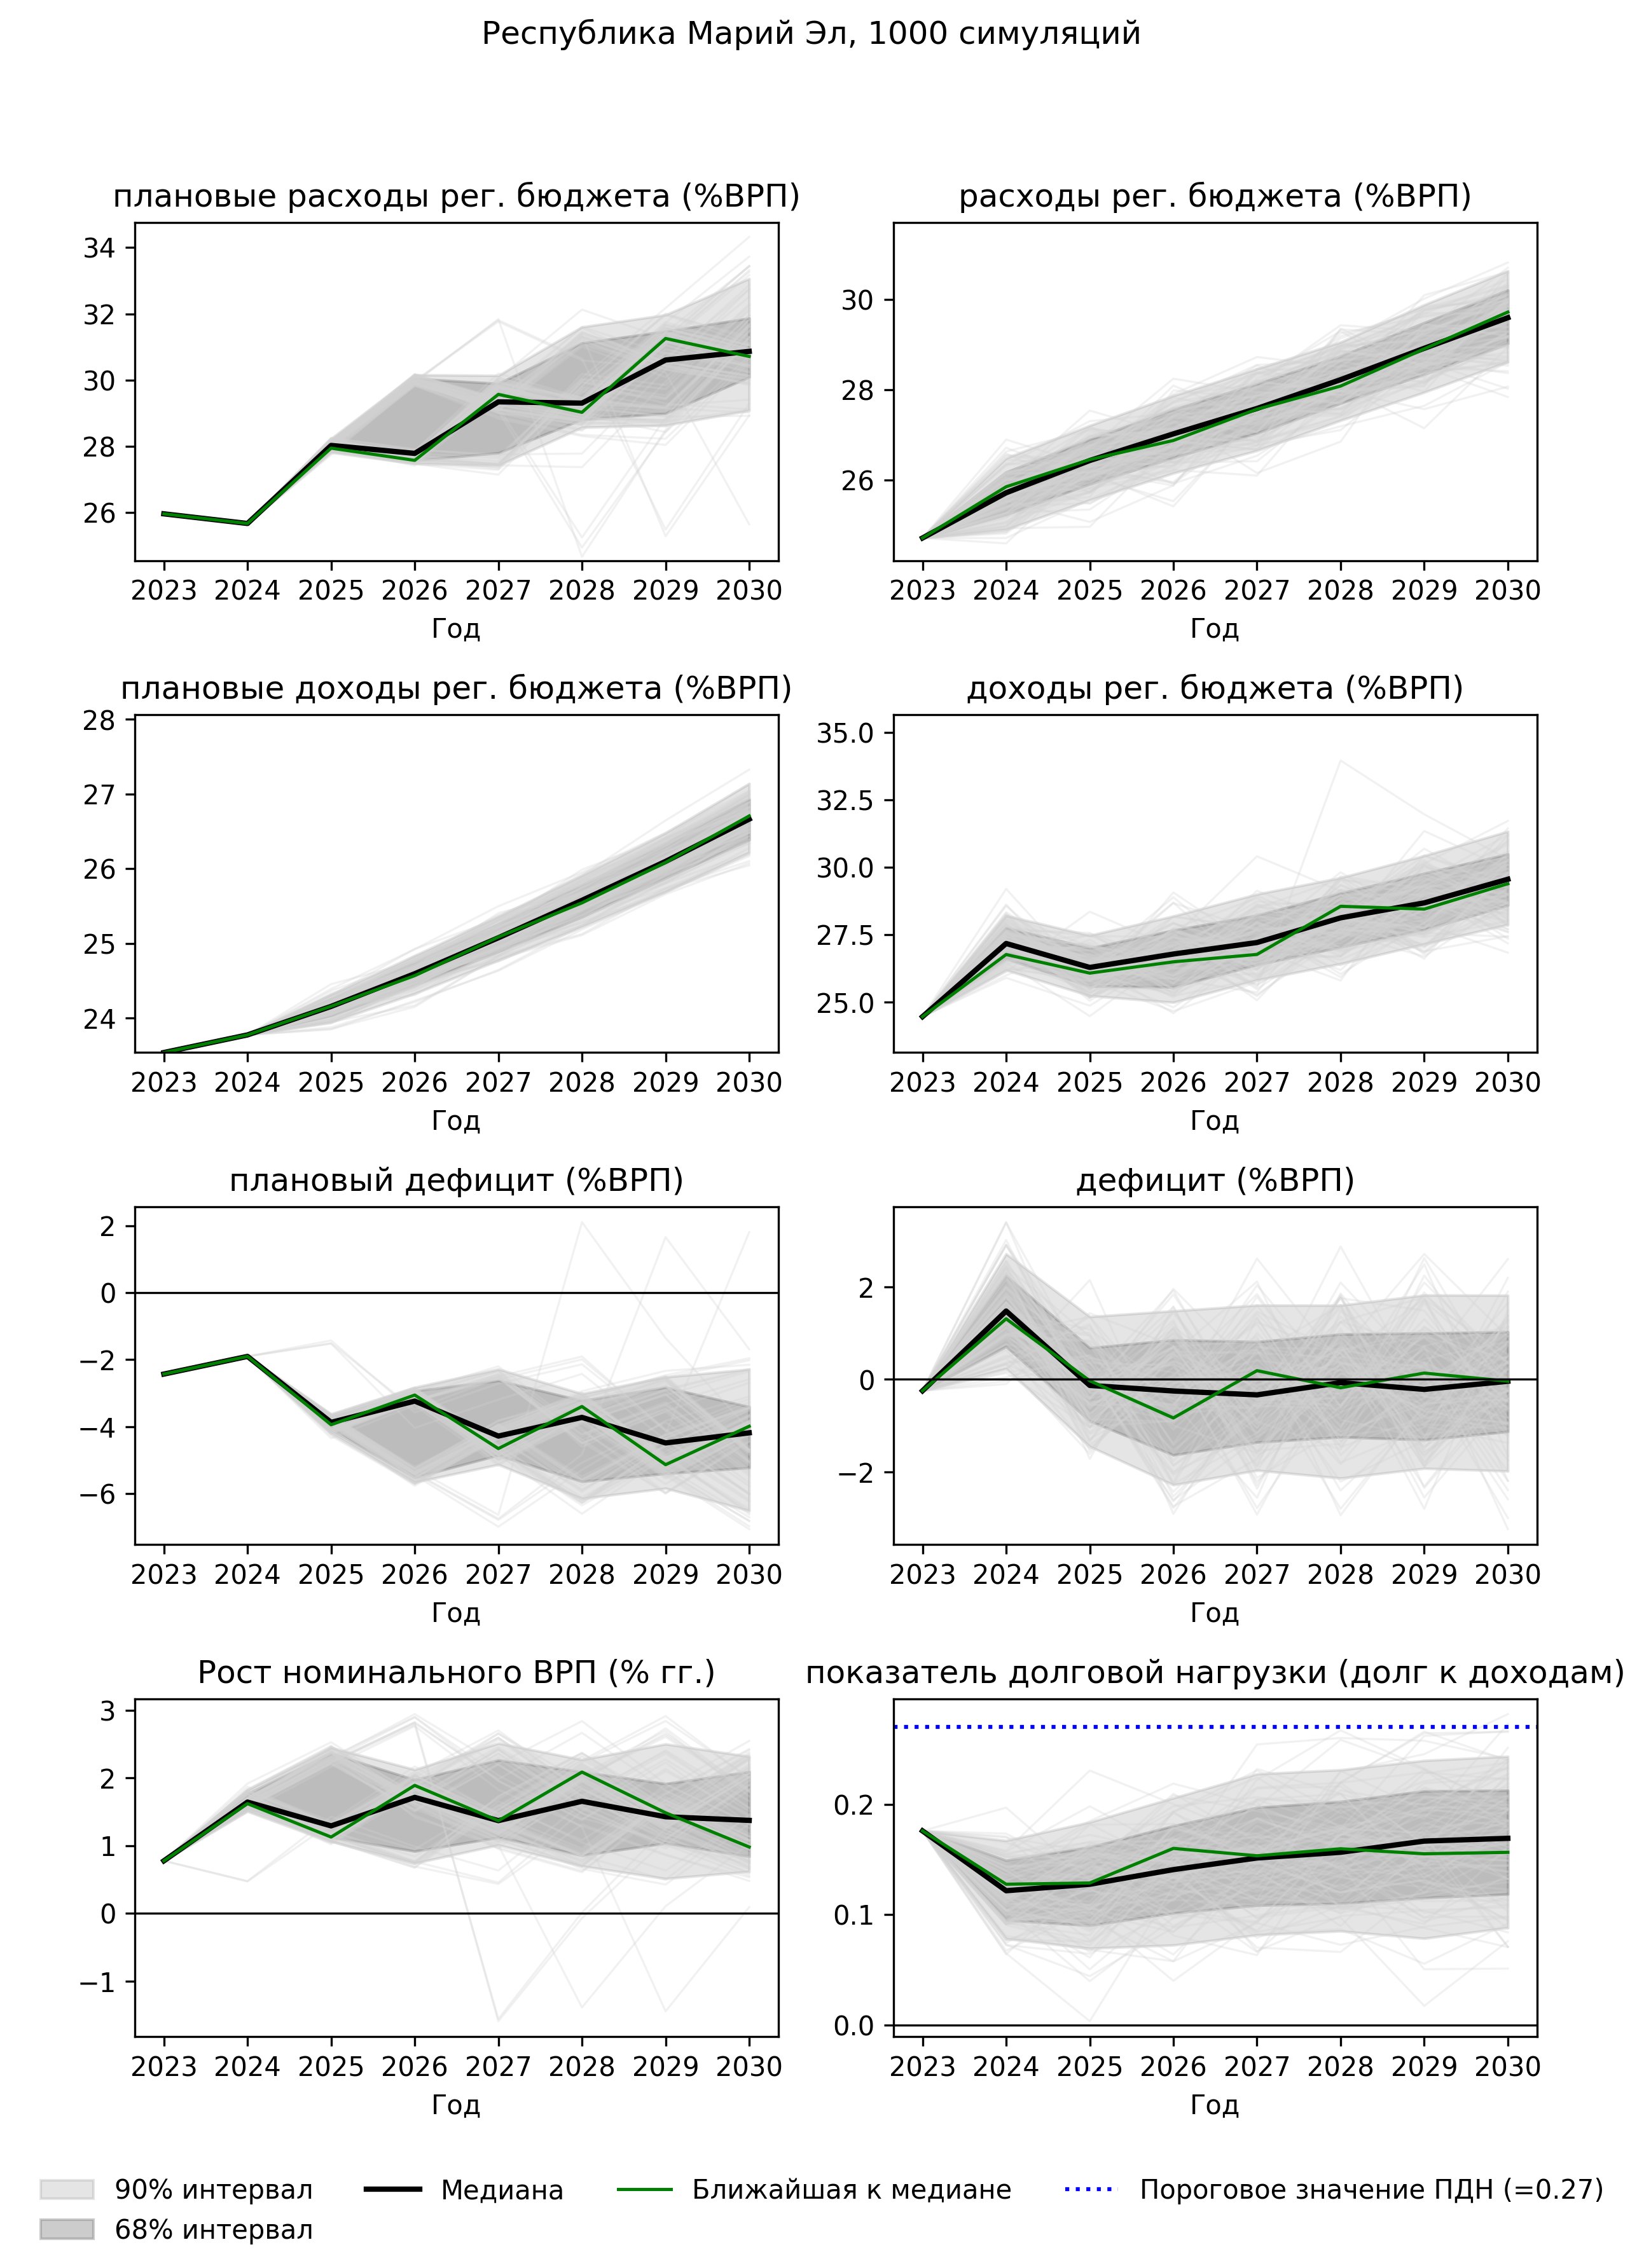 Республика Марий Эл, 1000 симуляций
плановые расходы рег. бюджета (%ВРП)
34
32
30
28
26
2023 2024 2025 2026 2027 2028 2029 2030
Год
расходы рег. бюджета (%ВРП)
30
28
26
2023 2024 2025 2026 2027 2028 2029 2030
Год
плановые доходы рег. бюджета (%ВРП)
28
27
26
25
24
2023 2024 2025 2026 2027 2028 2029 2030
Год
доходы рег. бюджета (%ВРП)
35.0
32.5
30.0
27.5
25.0
2023 2024 2025 2026 2027 2028 2029 2030
Год
плановый дефицит (%ВРП)
2
0
−2
−4
−6
2023 2024 2025 2026 2027 2028 2029 2030
Год
дефицит (%ВРП)
2
0
−2
2023 2024 2025 2026 2027 2028 2029 2030
Год
Рост номинального ВРП (% гг.)
3
2
1
0
−1
2023 2024 2025 2026 2027 2028 2029 2030
Год
показатель долговой нагрузки (долг к доходам)
0.2
0.1
0.0
2023 2024 2025 2026 2027 2028 2029 2030
Год
90% интервал
68% интервал
Медиана
Ближайшая к медиане
Пороговое значение ПДН (=0.27)